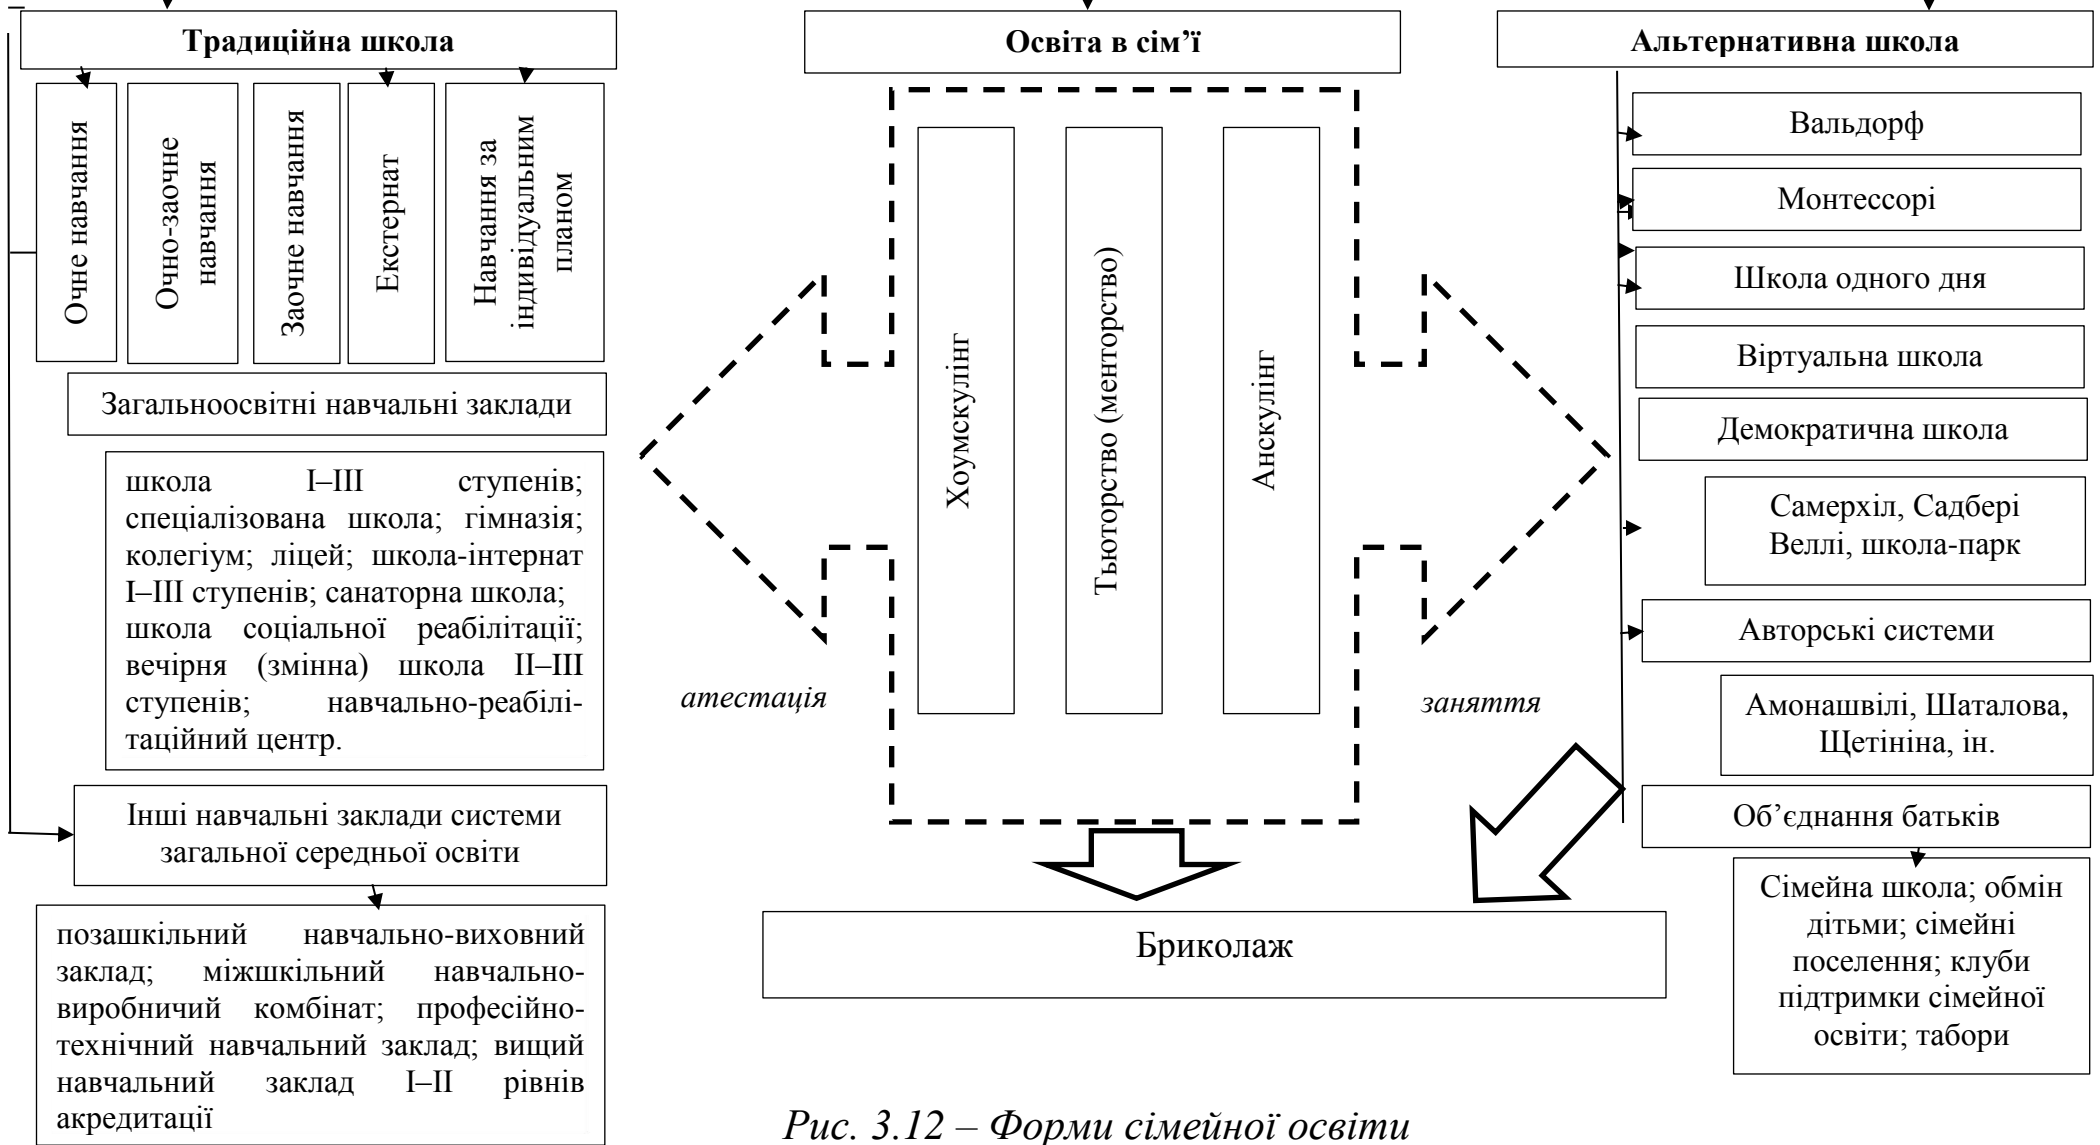 Традиційна школа
Очне навчання
Очно-заочне
навчання
Заочне навчання
Екстернат
Навчання за
індивідуальним
планом
Загальноосвітні навчальні заклади
школа І–ІІІ ступенів;
спеціалізована школа; гімназія;
колегіум; ліцей; школа-інтернат
І–ІІІ ступенів; санаторна школа;
школа соціальної реабілітації;
вечірня (змінна) школа ІІ–ІІІ
ступенів; навчально-реабілі-
таційний центр.
Інші навчальні заклади системи
загальної середньої освіти
позашкільний навчально-виховний
заклад; міжшкільний навчально-
виробничий комбінат; професійно-
технічний навчальний заклад; вищий
навчальний заклад І–ІІ рівнів
акредитації
Освіта в сім’ї
Хоумскулінг
Тьюторство (менторство)
Анскулінг
атестація
заняття
Бриколаж
Альтернативна школа
Вальдорф
Монтессорі
Школа одного дня
Віртуальна школа
Демократична школа
Самерхіл, Садбері
Веллі, школа-парк
Авторські системи
Амонашвілі, Шаталова,
Щетініна, ін.
Об’єднання батьків
Сімейна школа; обмін
дітьми; сімейні
поселення; клуби
підтримки сімейної
освіти; табори
Рис. 3.12 – Форми сімейної освіти